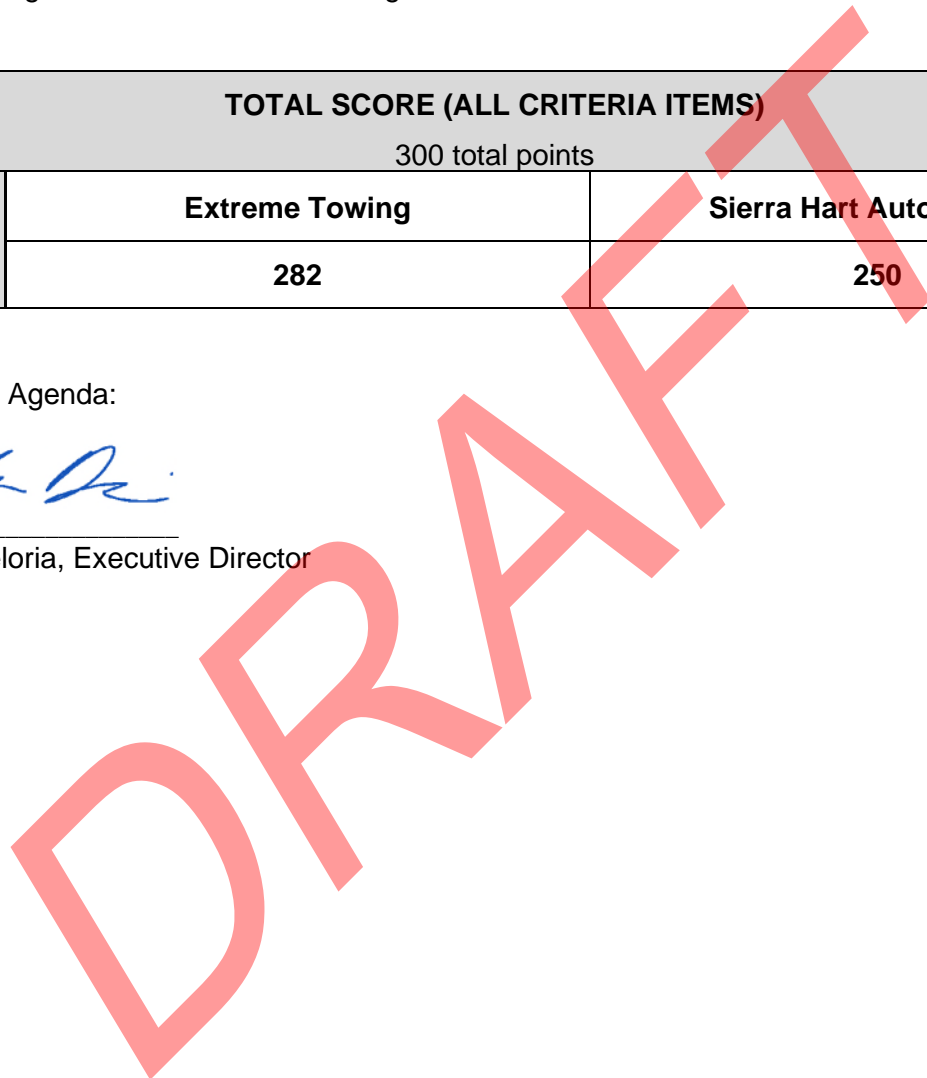 TOTAL SCORE (ALL CRITERIA ITEMS)
300 total points
Extreme Towing Sierra Hart Auto
282 250
Agenda:
loria, Executive Director
DRAFT